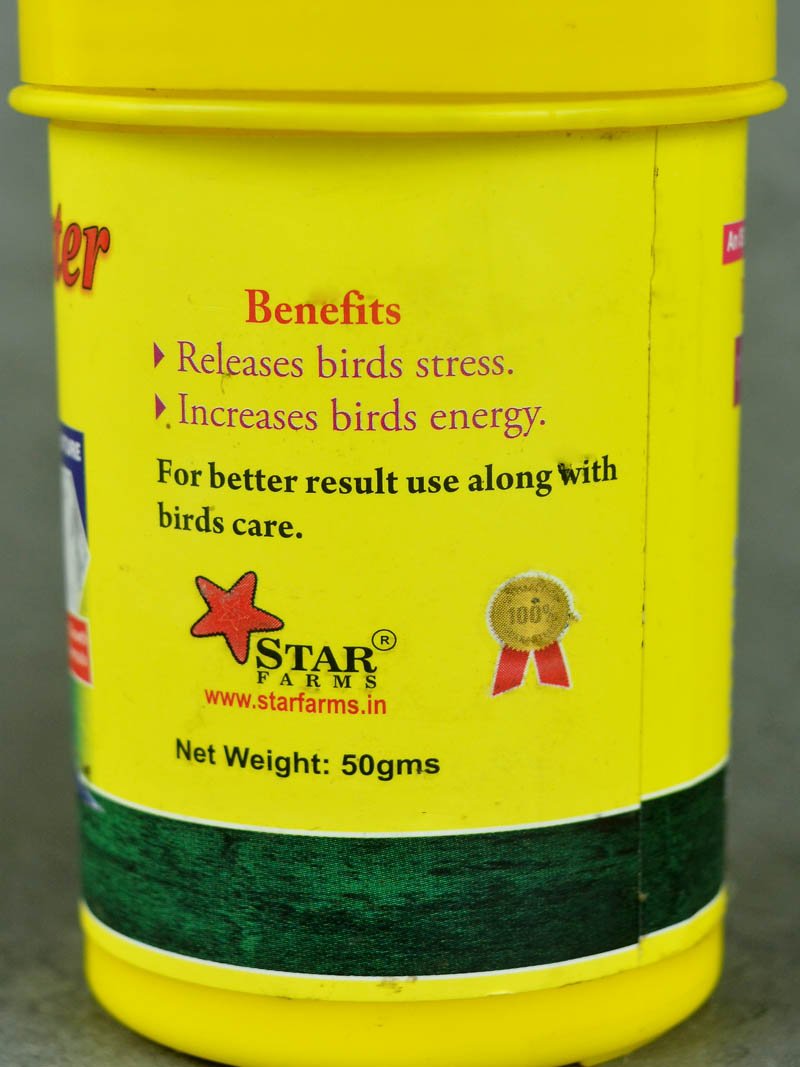 ter
Benefits
Releases birds stress.
Increases birds energy.
For better result use along with
birds care.
STAR®
FARMS
www.starfarms.in
100%
Net Weight: 50gms